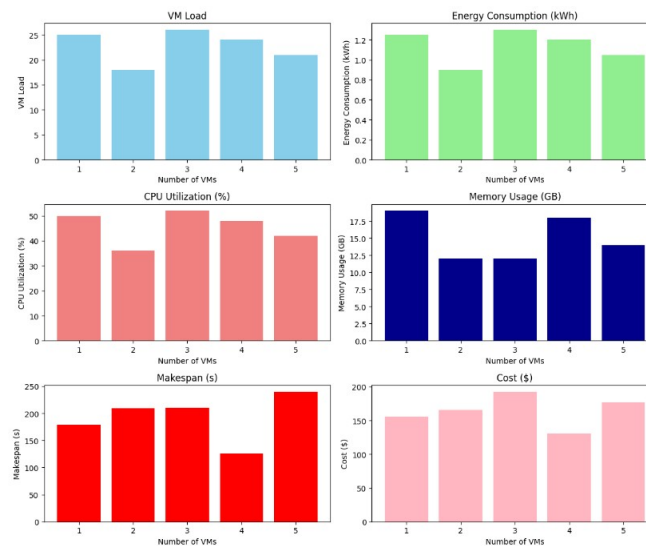 VM Load
VM Load
25
20
15
10
5
0
1 2 3 4 5
Number of VMs
Energy Consumption (kWh)
Energy Consumption (kWh)
1.2
1.0
0.8
0.6
0.4
0.2
0.0
1 2 3 4 5
Number of VMs
CPU Utilization (%)
CPU Utilization (%)
50
40
30
20
10
0
1 2 3 4 5
Number of VMs
Memory Usage (GB)
Memory Usage (GB)
17.5
15.0
12.5
10.0
7.5
5.0
2.5
0.0
1 2 3 4 5
Number of VMs
Makespan (s)
Makespan (s)
250
200
150
100
50
0
1 2 3 4 5
Number of VMs
Cost ($)
Cost ($)
200
150
100
50
0
1 2 3 4 5
Number of VMs